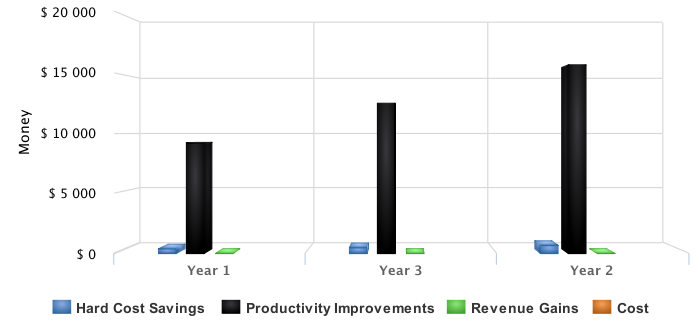 $ 20 000
$ 15 000
$ 10 000
$ 5 000
$ 0
Money
Year 1
Year 3
Year 2
Hard Cost Savings
Productivity Improvements
Revenue Gains
Cost